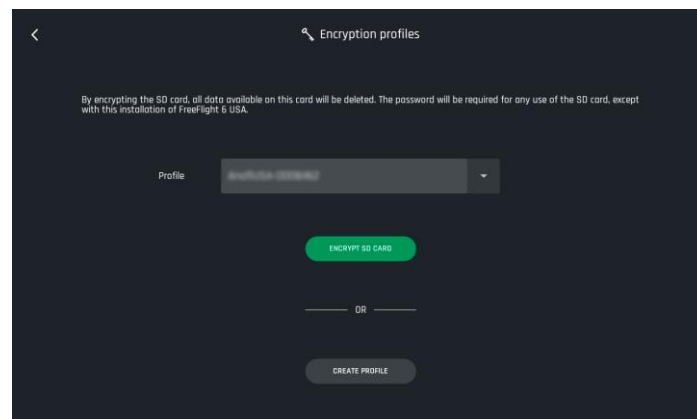 Encryption profiles
By encrypting the SD card, all data available on this card will be deleted. The password will be required for any use of the SD card, except
with this installation of FreeFlight 6 USA.
Profile
ENCRYPT SD CARD
OR
CREATE PROFILE